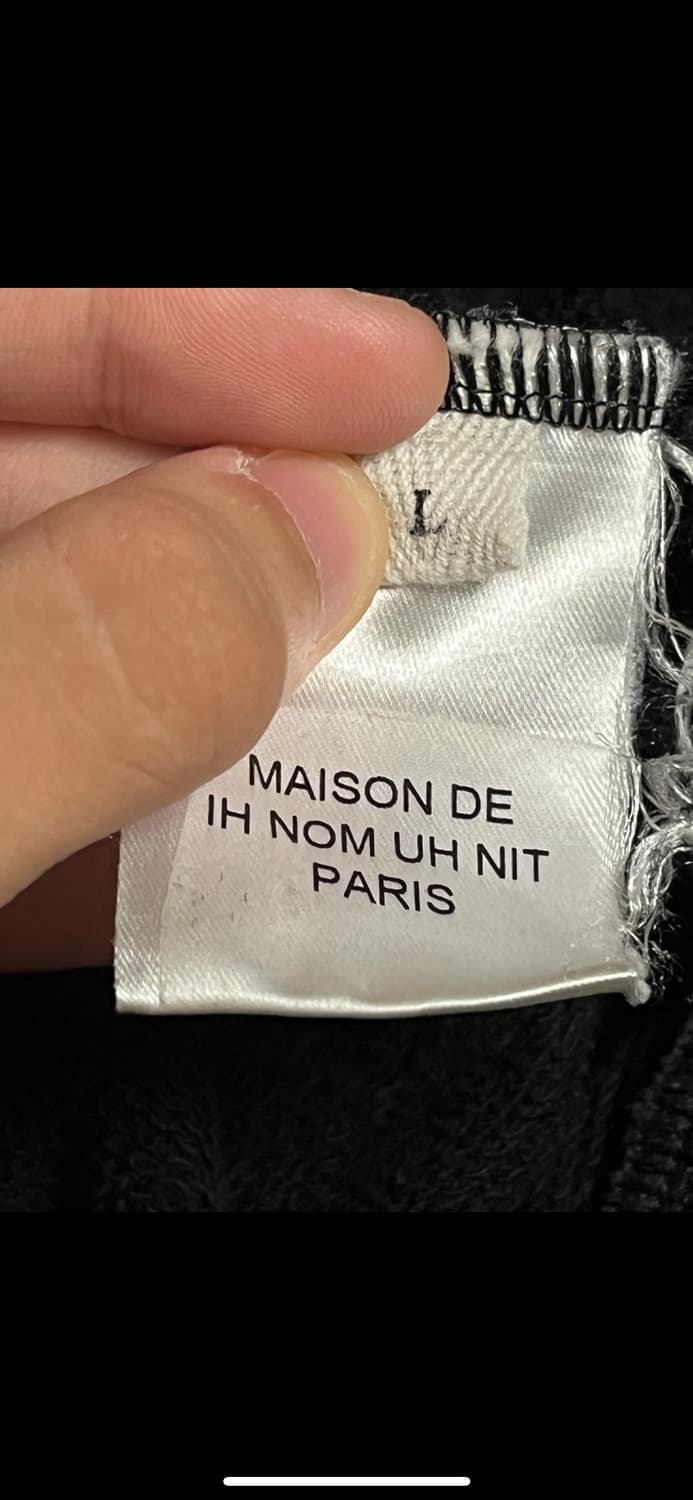 L
MAISON DE
IH NOM UH NIT
PARIS